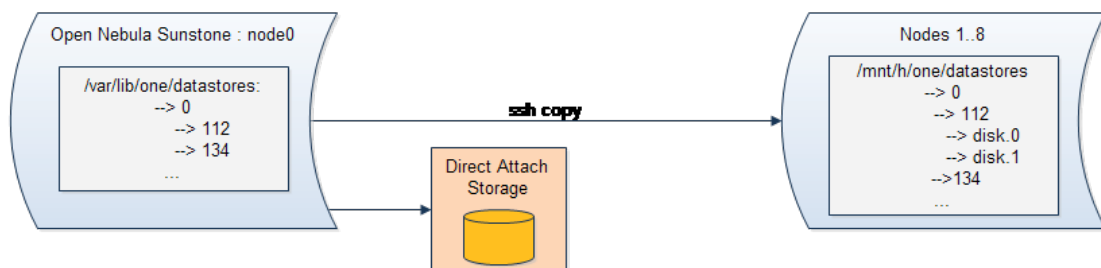 Open Nebula Sunstone : node0
/var/lib/one/datastores:
--> 0
--> 112
--> 134
...
ssh copy
Direct Attach
Storage
Nodes 1..8
/mnt/h/one/datastores
--> 0
--> 112
--> disk.0
--> disk.1
-->134
...